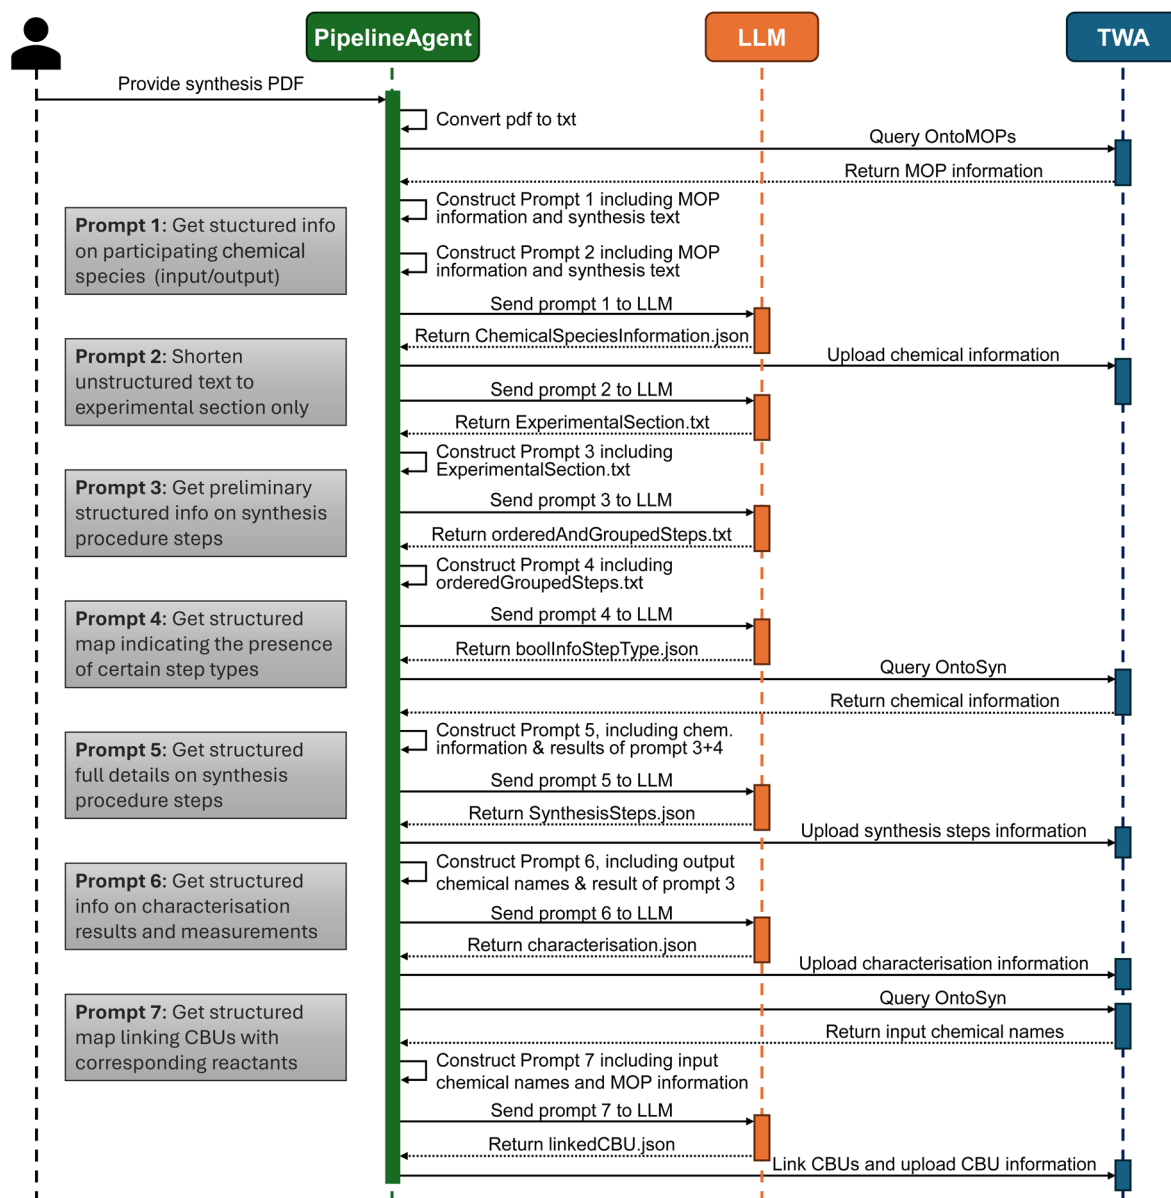 PipelineAgent
LLM
TWA
Provide synthesis PDF
Convert pdf to txt
Query OntoMOPs
Return MOP information
Construct Prompt 1 including MOP
information and synthesis text
Prompt 1: Get stuctured info
on participating chemical
species (input/output)
Construct Prompt 2 including MOP
information and synthesis text
Send prompt 1 to LLM
Return ChemicalSpeciesInformation.json
Upload chemical information
Prompt 2: Shorten
unstructured text to
experimental section only
Send prompt 2 to LLM
Return ExperimentalSection.txt
Construct Prompt 3 including
ExperimentalSection.txt
Prompt 3: Get preliminary
structured info on synthesis
procedure steps
Send prompt 3 to LLM
Return orderedAndGroupedSteps.txt
Construct Prompt 4 including
orderedGroupedSteps.txt
Prompt 4: Get structured
map indicating the presence
of certain step types
Send prompt 4 to LLM
Return boolInfoStepType.json
Query OntoSyn
Return chemical information
Construct Prompt 5, including chem.
information & results of prompt 3+4
Prompt 5: Get structured
full details on synthesis
procedure steps
Send prompt 5 to LLM
Return SynthesisSteps.json
Upload synthesis steps information
Construct Prompt 6, including output
chemical names & result of prompt 3
Prompt 6: Get structured
info on characterisation
results and measurements
Send prompt 6 to LLM
Return characterisation.json
Upload characterisation information
Query OntoSyn
Return input chemical names
Prompt 7: Get structured
map linking CBUs with
corresponding reactants
Construct Prompt 7 including input
chemical names and MOP information
Send prompt 7 to LLM
Return linkedCBU.json
Link CBUs and upload CBU information